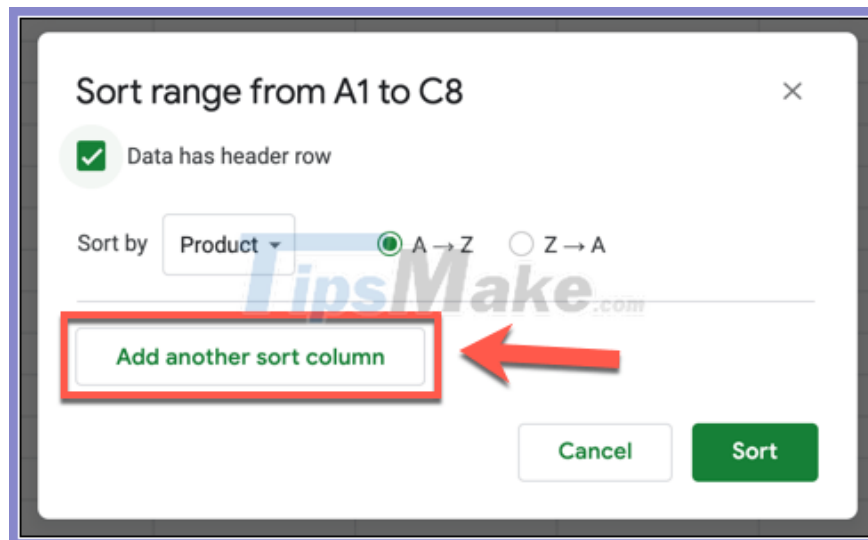 Sort range from A1 to C8
Data has header row
Sort by Product A → Z Z → A
TipsMake.com
Add another sort column
Cancel Sort